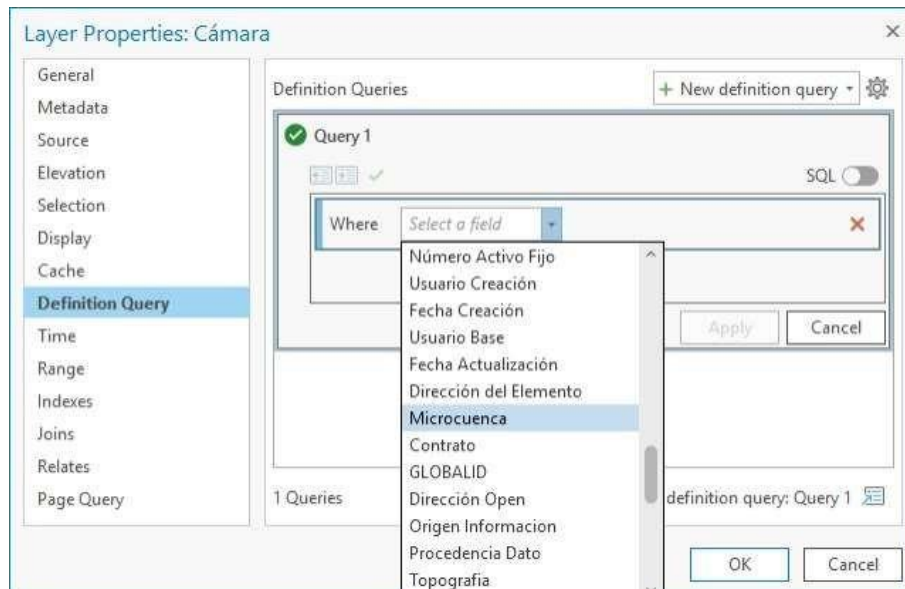 Layer Properties: Cámara
General
Metadata
Source
Elevation
Selection
Display
Cache
Definition Query
Time
Range
Indexes
Joins
Relates
Page Query
Definition Queries
New definition query
Query 1
SQL
Where Select a field
Número Activo Fijo
Usuario Creación
Fecha Creación
Usuario Base
Fecha Actualización
Dirección del Elemento
Microcuenca
Contrato
GLOBALID
Dirección Open
Origen Informacion
Procedencia Dato
Topografia
Apply Cancel
1 Queries definition query: Query 1
OK Cancel